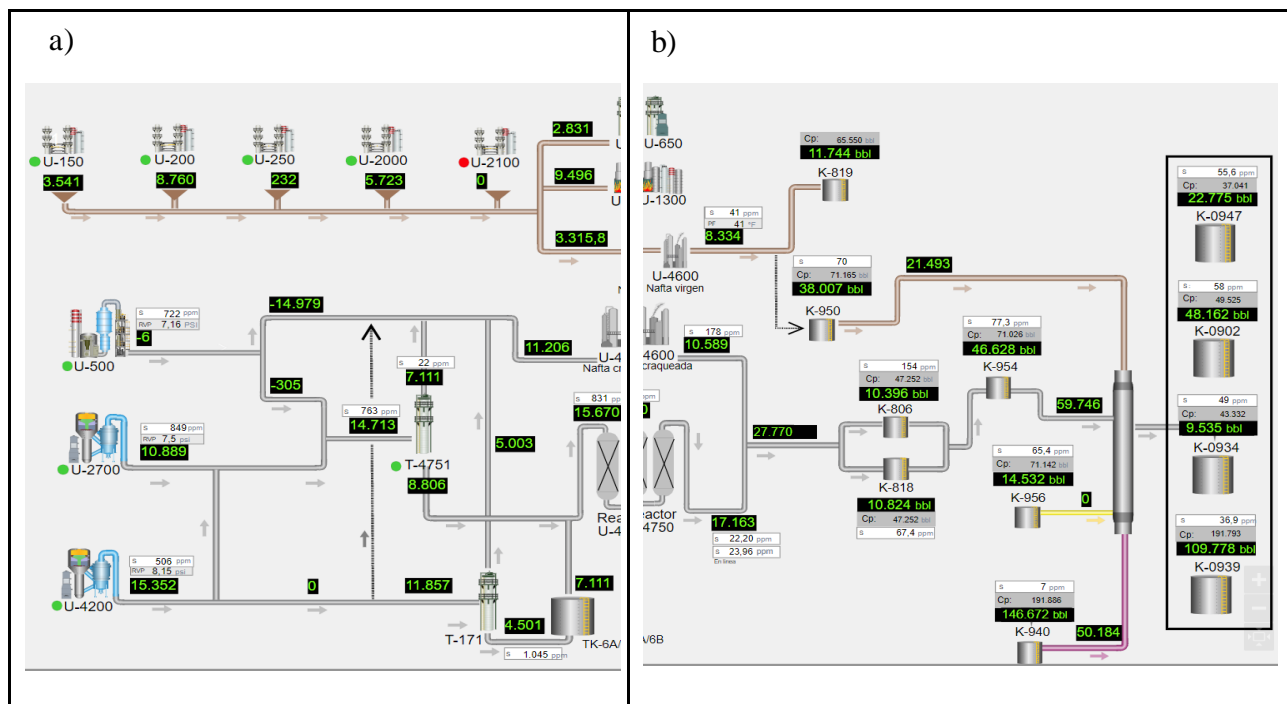 a)
U-150
3.541
U-200
8.760
U-250
232
U-2000
5.723
U-2100
0
2.831
9.496
3.315,8
S 722 ppm
RVP 7,16 PSI
-6
U-500
-14.979
-305
11.206
Nafta cr
S 22 ppm
7.111
S 763 ppm
14.713
S 849 ppm
RVP 7,5 psi
10.889
U-2700
T-4751
8.806
5.003
S 831 ppm
15.670
Rea
U-4
S 506 ppm
RVP 8,15 psi
15.352
U-4200
0
11.857
T-171
4.501
S 1.045 ppm
7.111
TK-6A/
b)
U-650
U-1300
S 41 ppm
PF 41 °F
8.334
U-4600
Nafta virgen
Cp: 65.550 bbl
11.744 bbl
K-819
S 70
Cp: 71.165 bbl
38.007 bbl
K-950
21.493
S 178 ppm
10.589
4600
craqueada
eactor
4750
17.163
S 22,20 ppm
S 23,96 ppm
En línea
/6B
27.770
S 154 ppm
Cp: 47.252 bbl
10.396 bbl
K-806
K-818
10.824 bbl
Cp: 47.252 bbl
S 67,4 ppm
S 77,3 ppm
Cp: 71.026 bbl
46.628 bbl
K-954
59.746
S 65,4 ppm
Cp: 71.142 bbl
14.532 bbl
K-956
0
S 7 ppm
Cp: 191.886
146.672 bbl
K-940
50.184
S 55,6 ppm
Cp: 37.041
22.775 bbl
K-0947
S 58 ppm
Cp: 49.525
48.162 bbl
K-0902
S 49 ppm
Cp: 43.332
9.535 bbl
K-0934
S 36,9 ppm
Cp: 191.793
109.778 bbl
K-0939